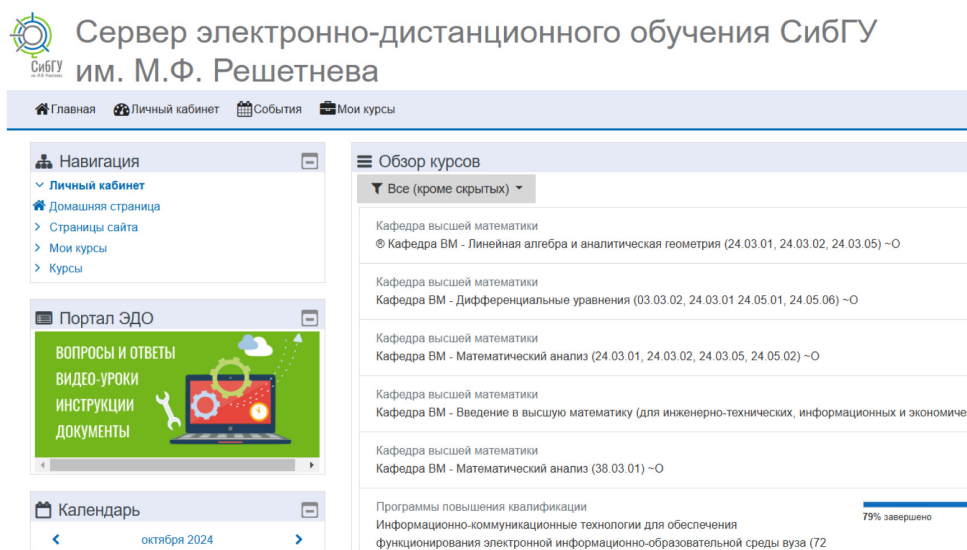 Сервер электронно-дистанционного обучения СибГУ
им. М.Ф. Решетнева
СибГУ
Главная Личный кабинет События Мои курсы
Навигация
Личный кабинет
Домашняя страница
Страницы сайта
Мои курсы
Курсы
Портал ЭДО
ВОПРОСЫ И ОТВЕТЫ
ВИДЕО-УРОКИ
ИНСТРУКЦИИ
ДОКУМЕНТЫ
Календарь
октября 2024
Обзор курсов
Все (кроме скрытых)
Кафедра высшей математики
® Кафедра ВМ - Линейная алгебра и аналитическая геометрия (24.03.01, 24.03.02, 24.03.05) ~О
Кафедра высшей математики
Кафедра ВМ - Дифференциальные уравнения (03.03.02, 24.03.01 24.05.01, 24.05.06) ~О
Кафедра высшей математики
Кафедра ВМ - Математический анализ (24.03.01, 24.03.02, 24.03.05, 24.05.02) ~О
Кафедра высшей математики
Кафедра ВМ - Введение в высшую математику (для инженерно-технических, информационных и экономиче
Кафедра высшей математики
Кафедра ВМ - Математический анализ (38.03.01) ~О
Программы повышения квалификации
Информационно-коммуникационные технологии для обеспечения
функционирования электронной информационно-образовательной среды вуза (72
79% завершено